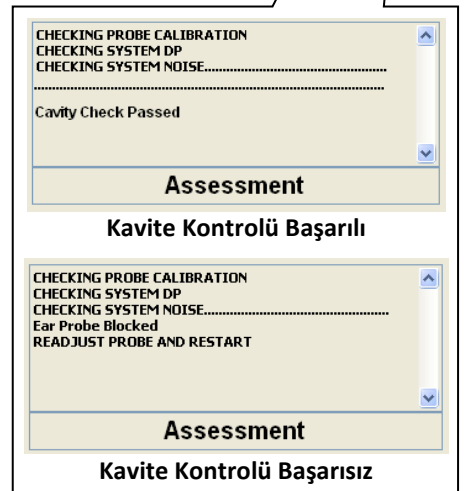 CHECKING PROBE CALIBRATION
CHECKING SYSTEM DP
CHECKING SYSTEM NOISE..................................................
................................................................................................
Cavity Check Passed
Assessment
Kavite Kontrolü Başarılı
CHECKING PROBE CALIBRATION
CHECKING SYSTEM DP
CHECKING SYSTEM NOISE..................................................
Ear Probe Blocked
READJUST PROBE AND RESTART
Assessment
Kavite Kontrolü Başarısız